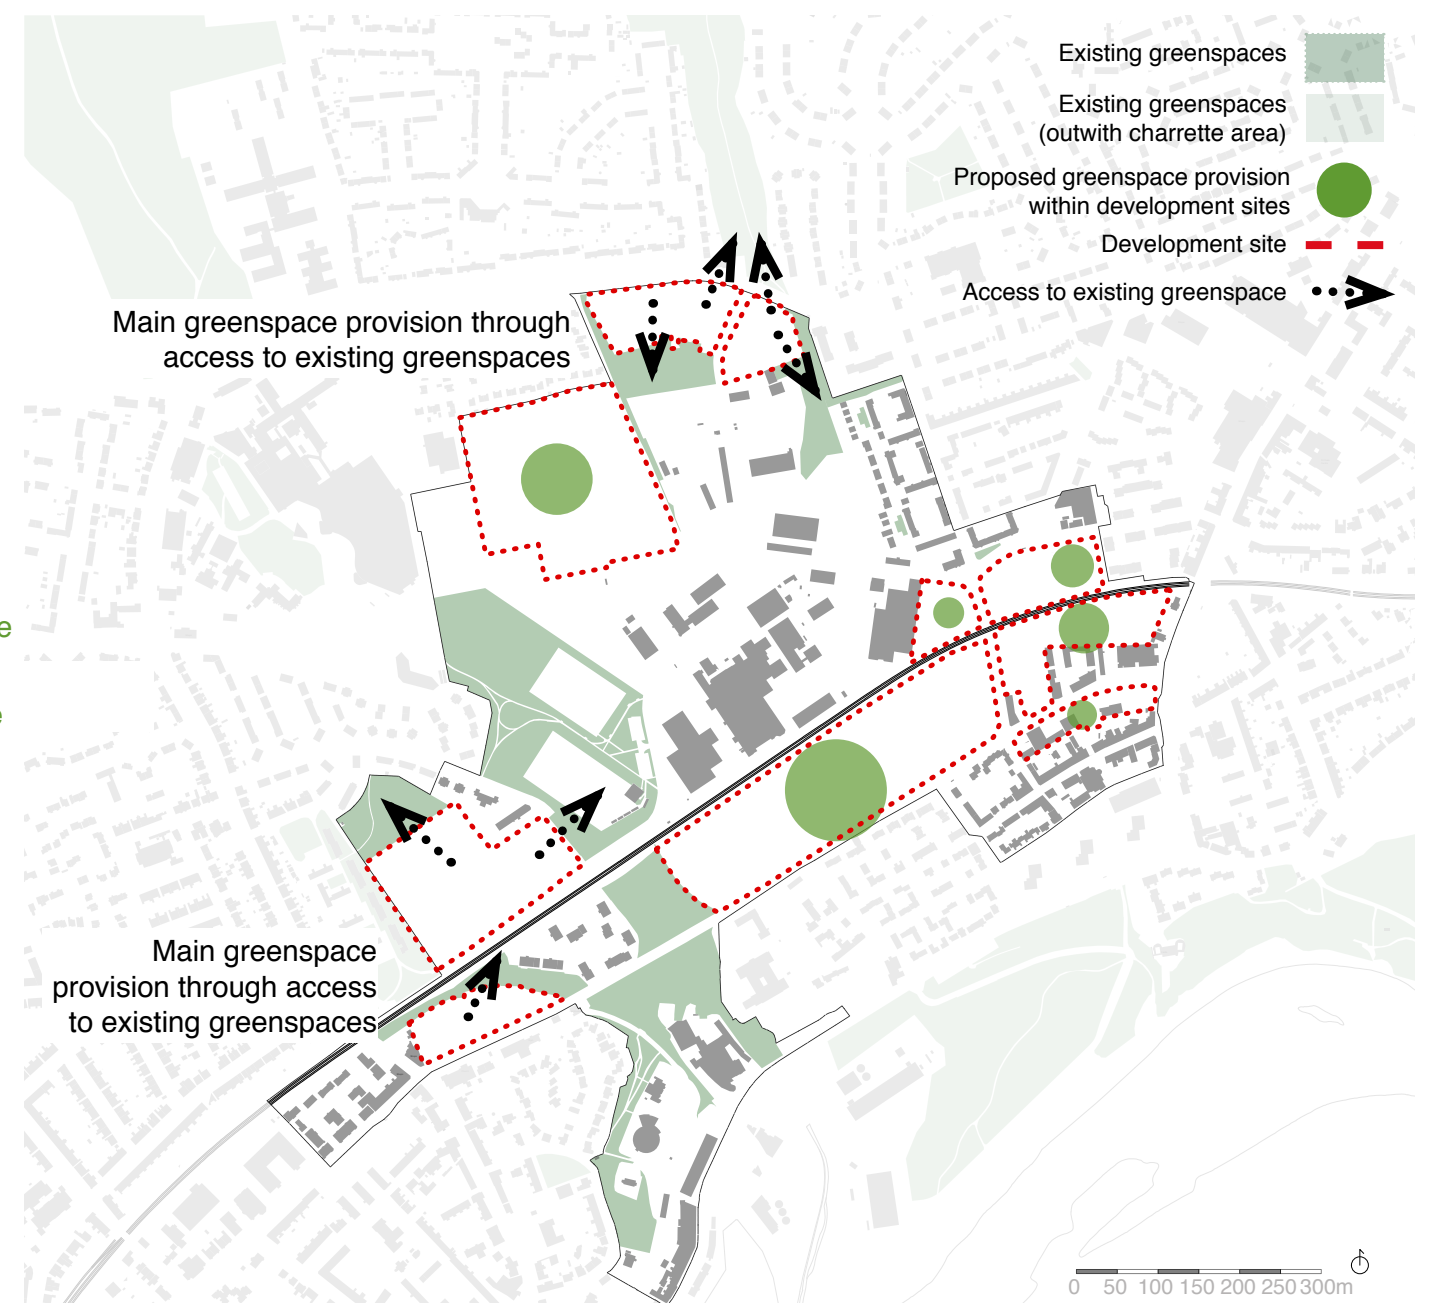 Existing greenspaces
Existing greenspaces
(outwith charrette area)
Proposed greenspace provision
within development sites
Development site
Access to existing greenspace
Main greenspace provision through
access to existing greenspaces
e
e
Main greenspace
provision through access
to existing greenspaces
0 50 100 150 200 250 300m